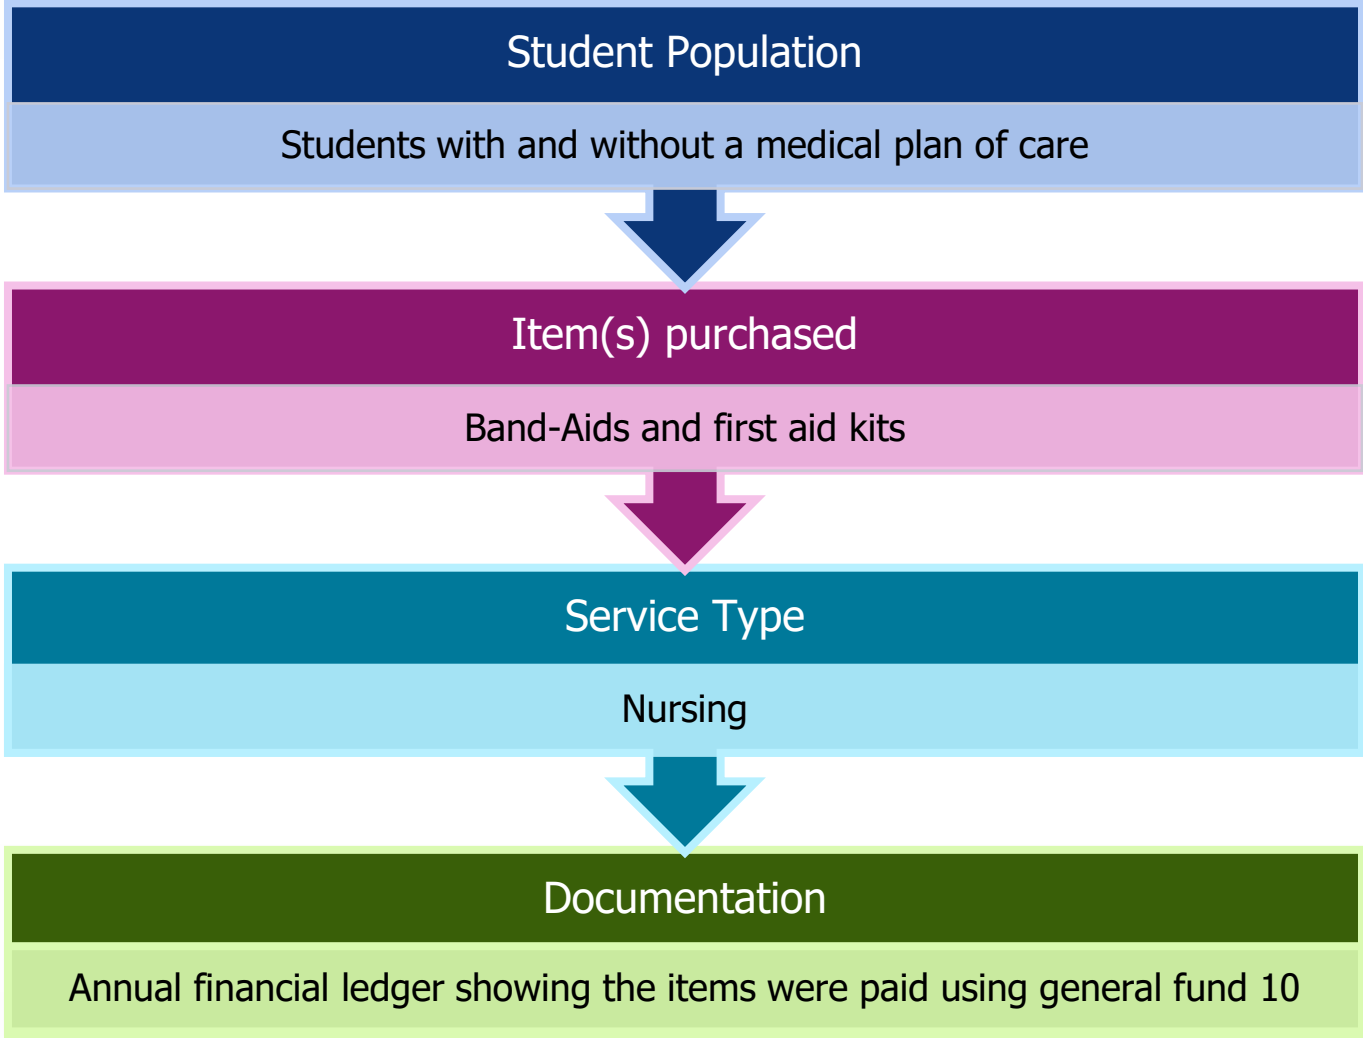 Student Population
Students with and without a medical plan of care
Item(s) purchased
Band-Aids and first aid kits
Service Type
Nursing
Documentation
Annual financial ledger showing the items were paid using general fund 10